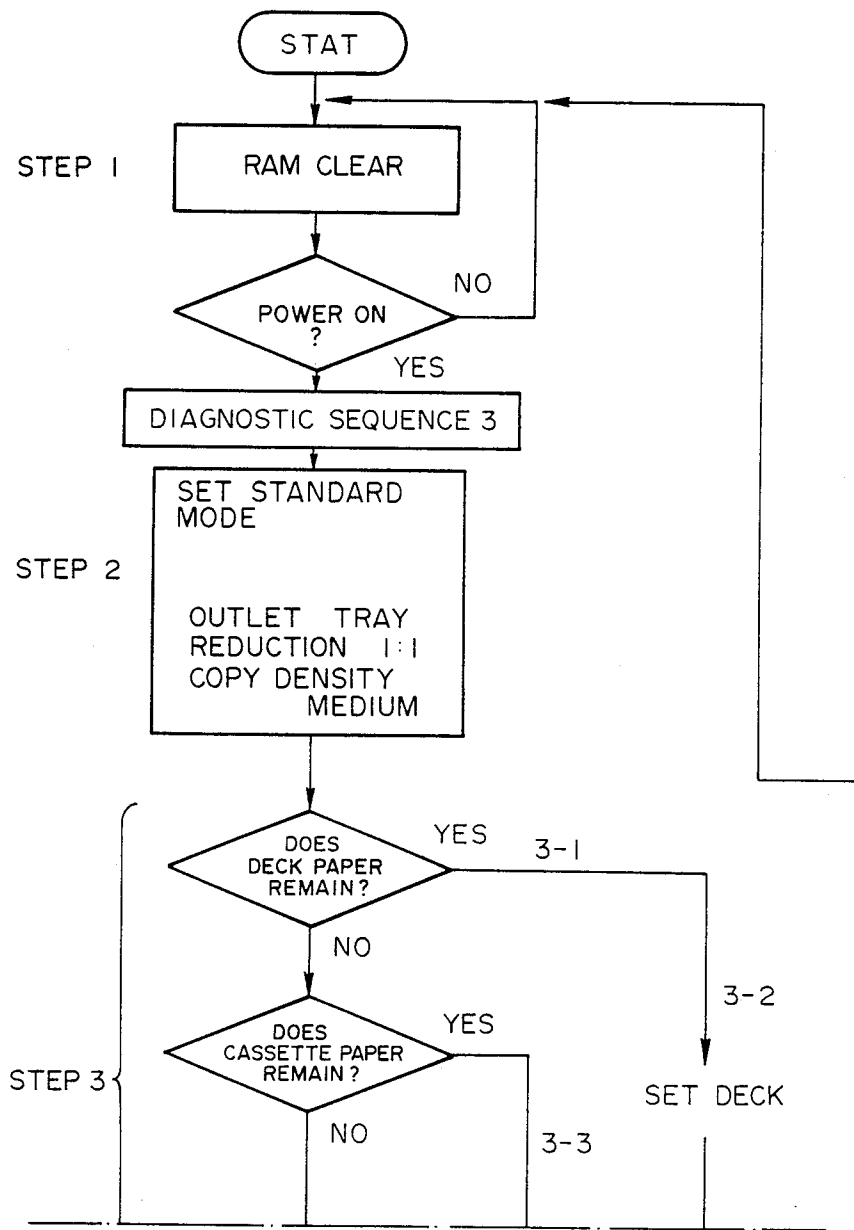 STAT
STEP 1
RAM CLEAR
NO
POWER ON
?
YES
DIAGNOSTIC SEQUENCE 3
SET STANDARD
MODE
STEP 2
OUTLET TRAY
REDUCTION 1:1
COPY DENSITY
MEDIUM
DOES
DECK PAPER
REMAIN?
YES
3-1
NO
3-2
DOES
CASSETTE PAPER
REMAIN?
YES
STEP 3
SET DECK
NO
3-3